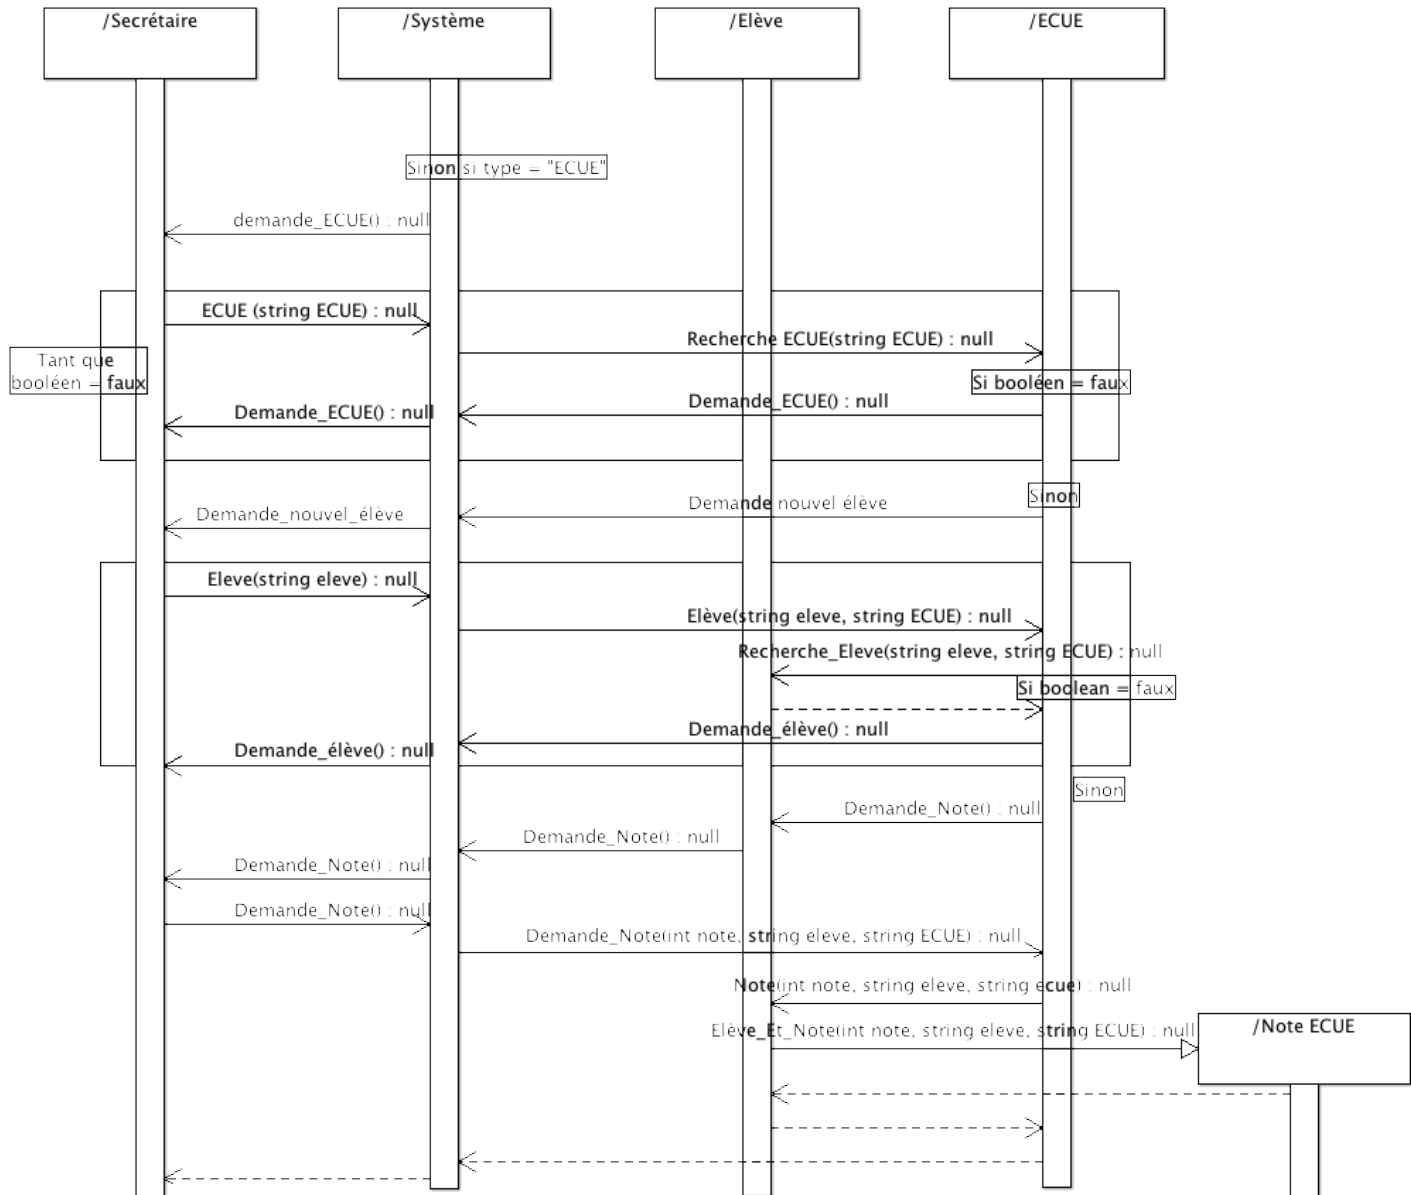 /Secrétaire
/Système
/Elève
/ECUE
Sinon si type = "ECUE"
demande_ECUE() : null
ECUE (string ECUE) : null
Recherche ECUE(string ECUE) : null
Tant que
booléen = faux
Si booléen = faux
Demande_ECUE() : null
Demande_ECUE() : null
Sinon
Demande nouvel élève
Demande_nouvel_élève
Eleve(string eleve) : null
Elève(string eleve, string ECUE) : null
Recherche_Eleve(string eleve, string ECUE) : null
Si boolean = faux
Demande_élève() : null
Demande_élève() : null
Sinon
Demande_Note() : null
Demande_Note() : null
Demande_Note() : null
Demande_Note() : null
Demande_Note(int note, string eleve, string ECUE) : null
Note(int note, string eleve, string ecue) : null
Elève_Et_Note(int note, string eleve, string ECUE) : null
/Note ECUE